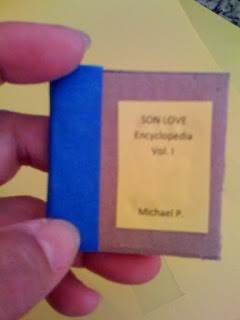 SON LOVE
Encyclopedia
Vol. I
Michael P.